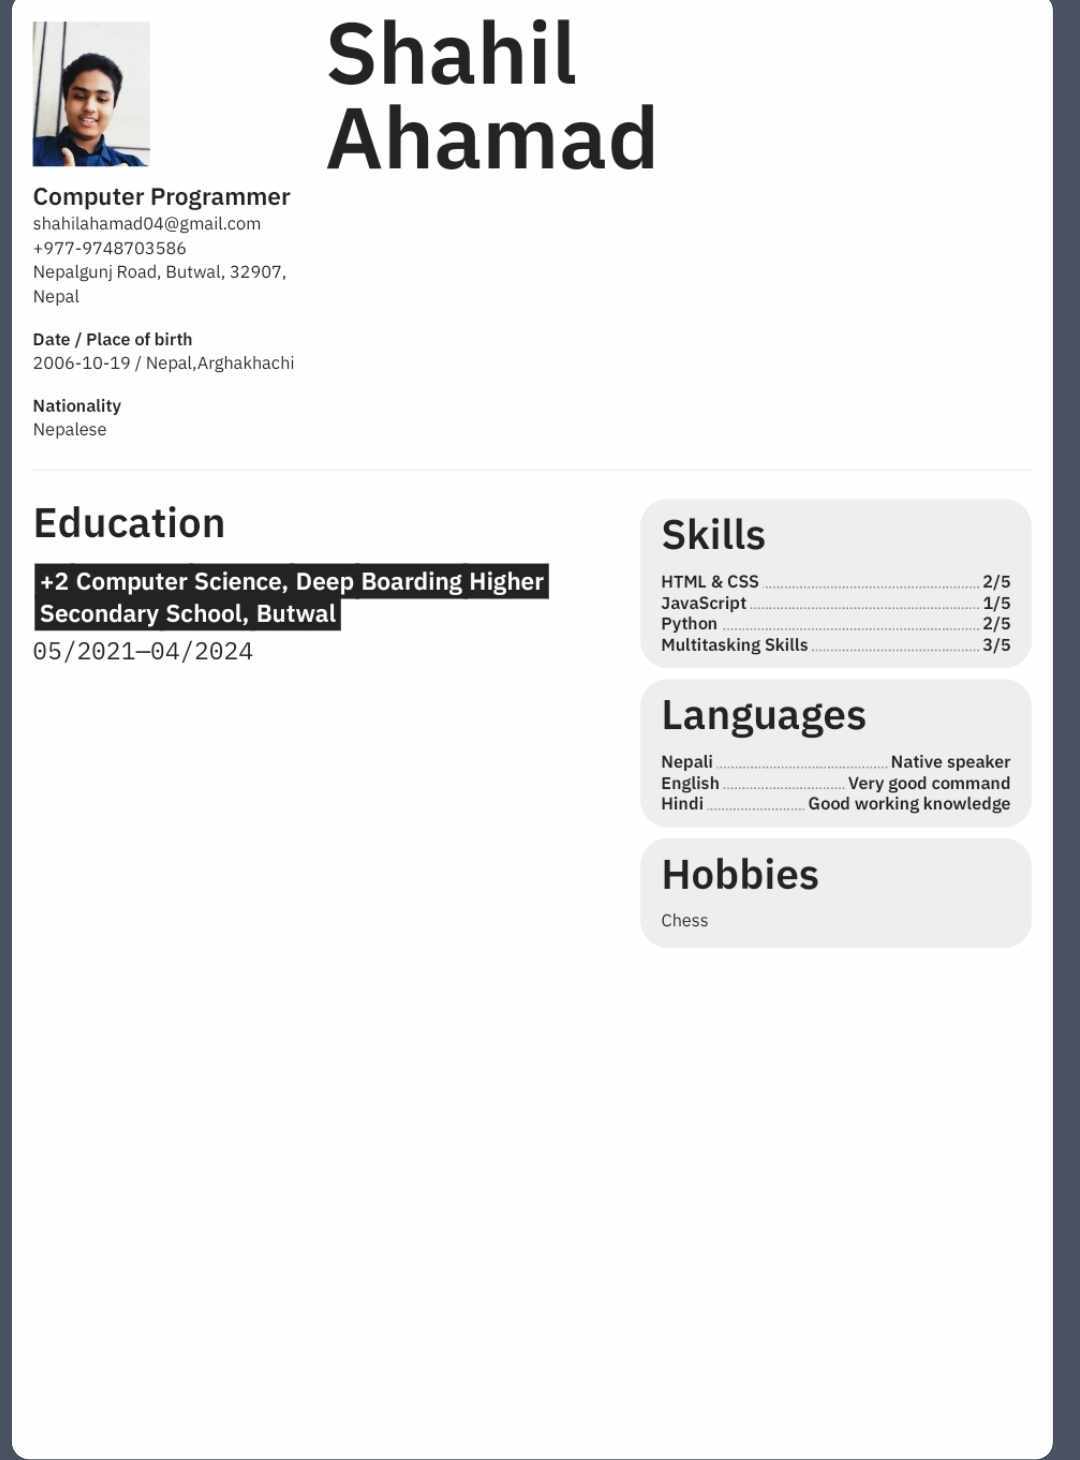 Shahil
Ahamad
Computer Programmer
shahilahamad04@gmail.com
+977-9748703586
Nepalgunj Road, Butwal, 32907,
Nepal
Date / Place of birth
2006-10-19 / Nepal,Arghakhachi
Nationality
Nepalese
Education
+2 Computer Science, Deep Boarding Higher
Secondary School, Butwal
05/2021—04/2024
Skills
HTML & CSS 2/5
JavaScript 1/5
Python 2/5
Multitasking Skills 3/5
Languages
Nepali Native speaker
English Very good command
Hindi Good working knowledge
Hobbies
Chess